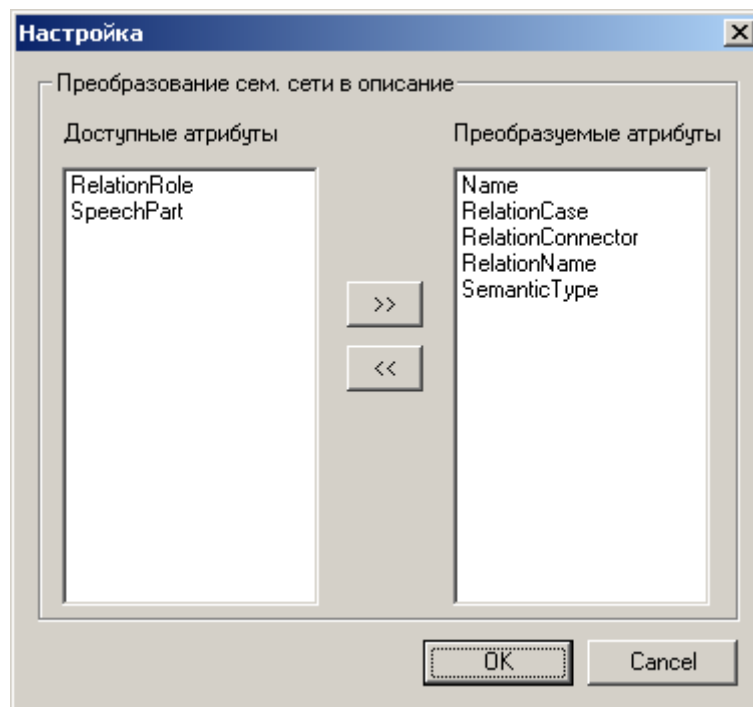 Настройка
Преобразование сем. сети в описание
Доступные атрибуты
Преобразуемые атрибуты
RelationRole
SpeechPart
Name
RelationCase
RelationConnector
RelationName
SemanticType
>>
<<
OK
Cancel